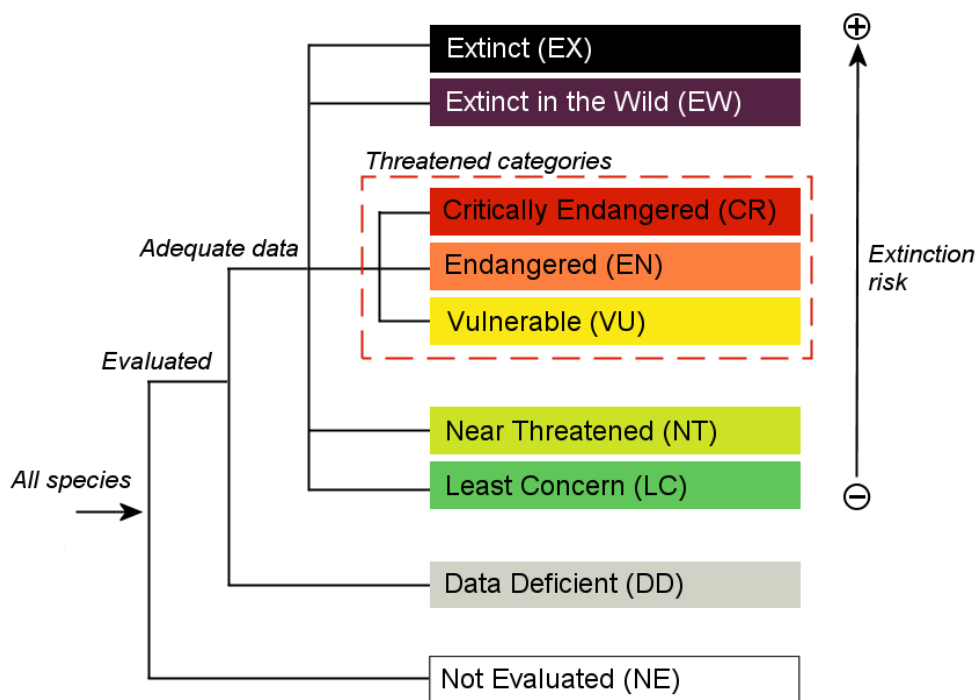 Extinct (EX)
Extinct in the Wild (EW)
Threatened categories
Critically Endangered (CR)
Adequate data
Endangered (EN)
Extinction
risk
Vulnerable (VU)
Evaluated
Near Threatened (NT)
All species
Least Concern (LC)
Data Deficient (DD)
Not Evaluated (NE)